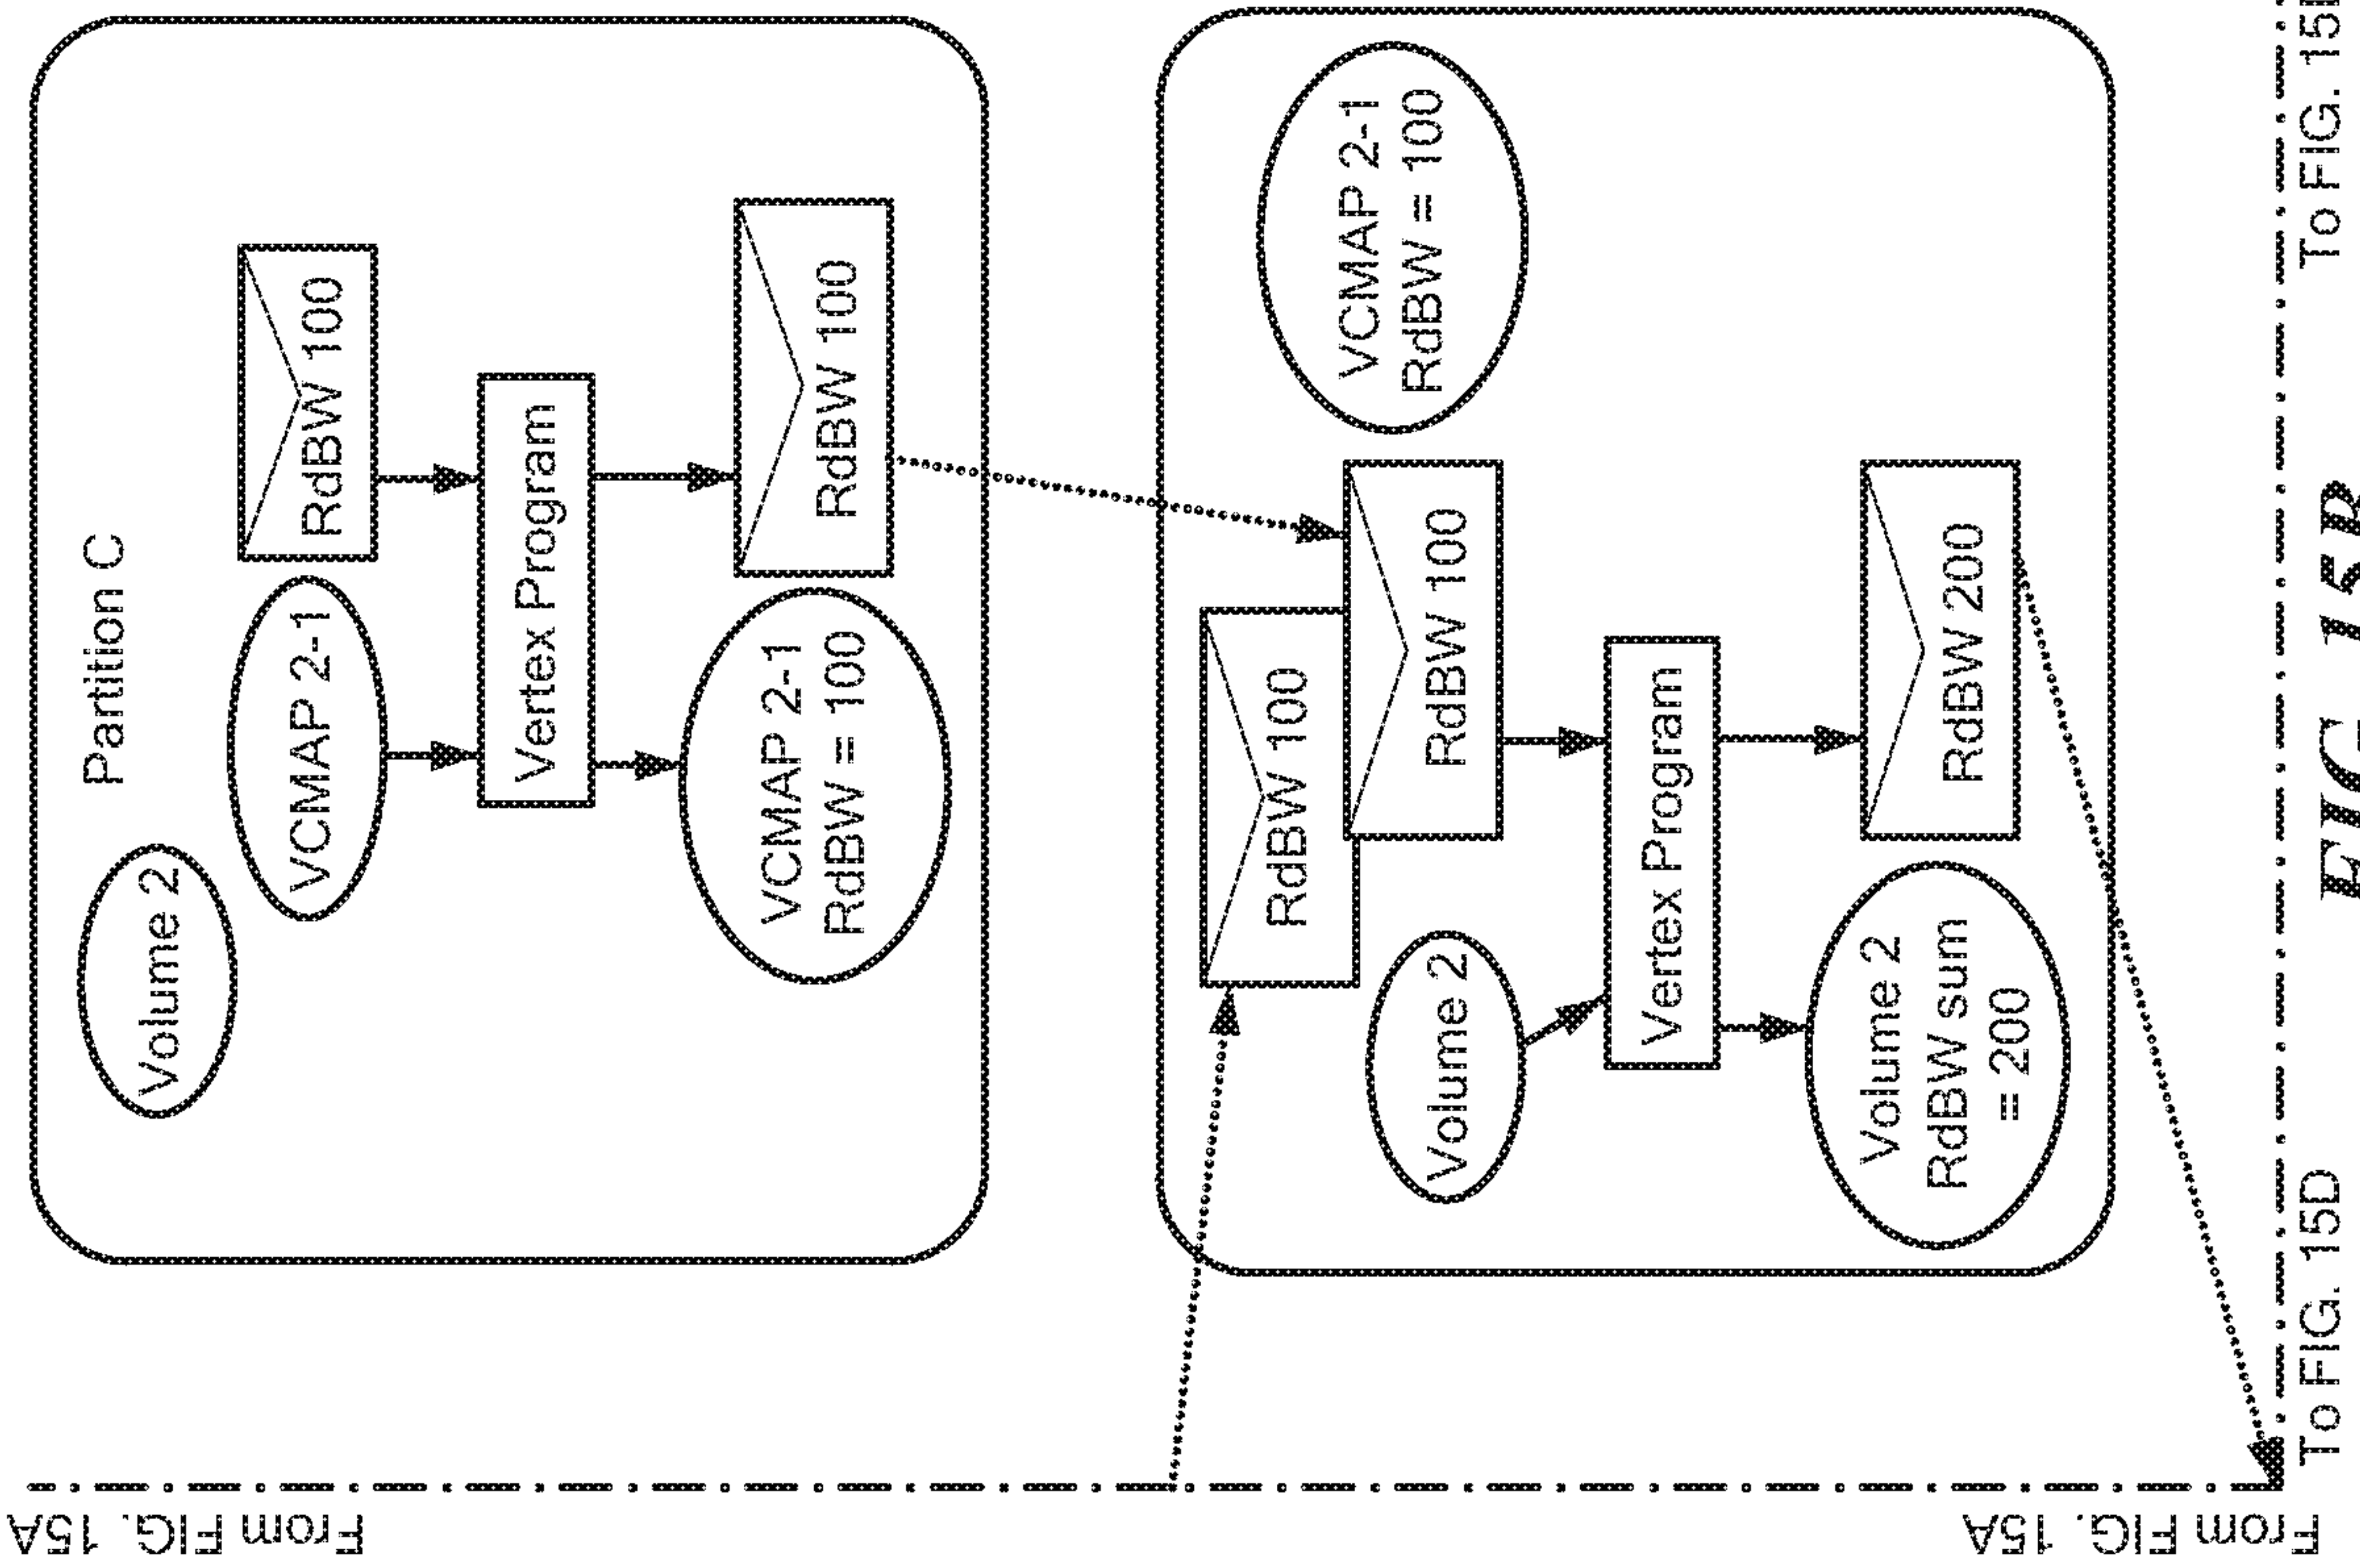 From FIG. 15A
Partition C
Volume 2
VCMAP 2-1
RdBW 100
Vertex Program
VCMAP 2-1
RdBW = 100
RdBW 100
RdBW 100
Volume 2
RdBW 100
VCMAP 2-1
RdBW = 100
Vertex Program
Volume 2
RdBW sum
= 200
RdBW 200
From FIG. 15A
To FIG. 15D
To FIG.
FIG. 15B